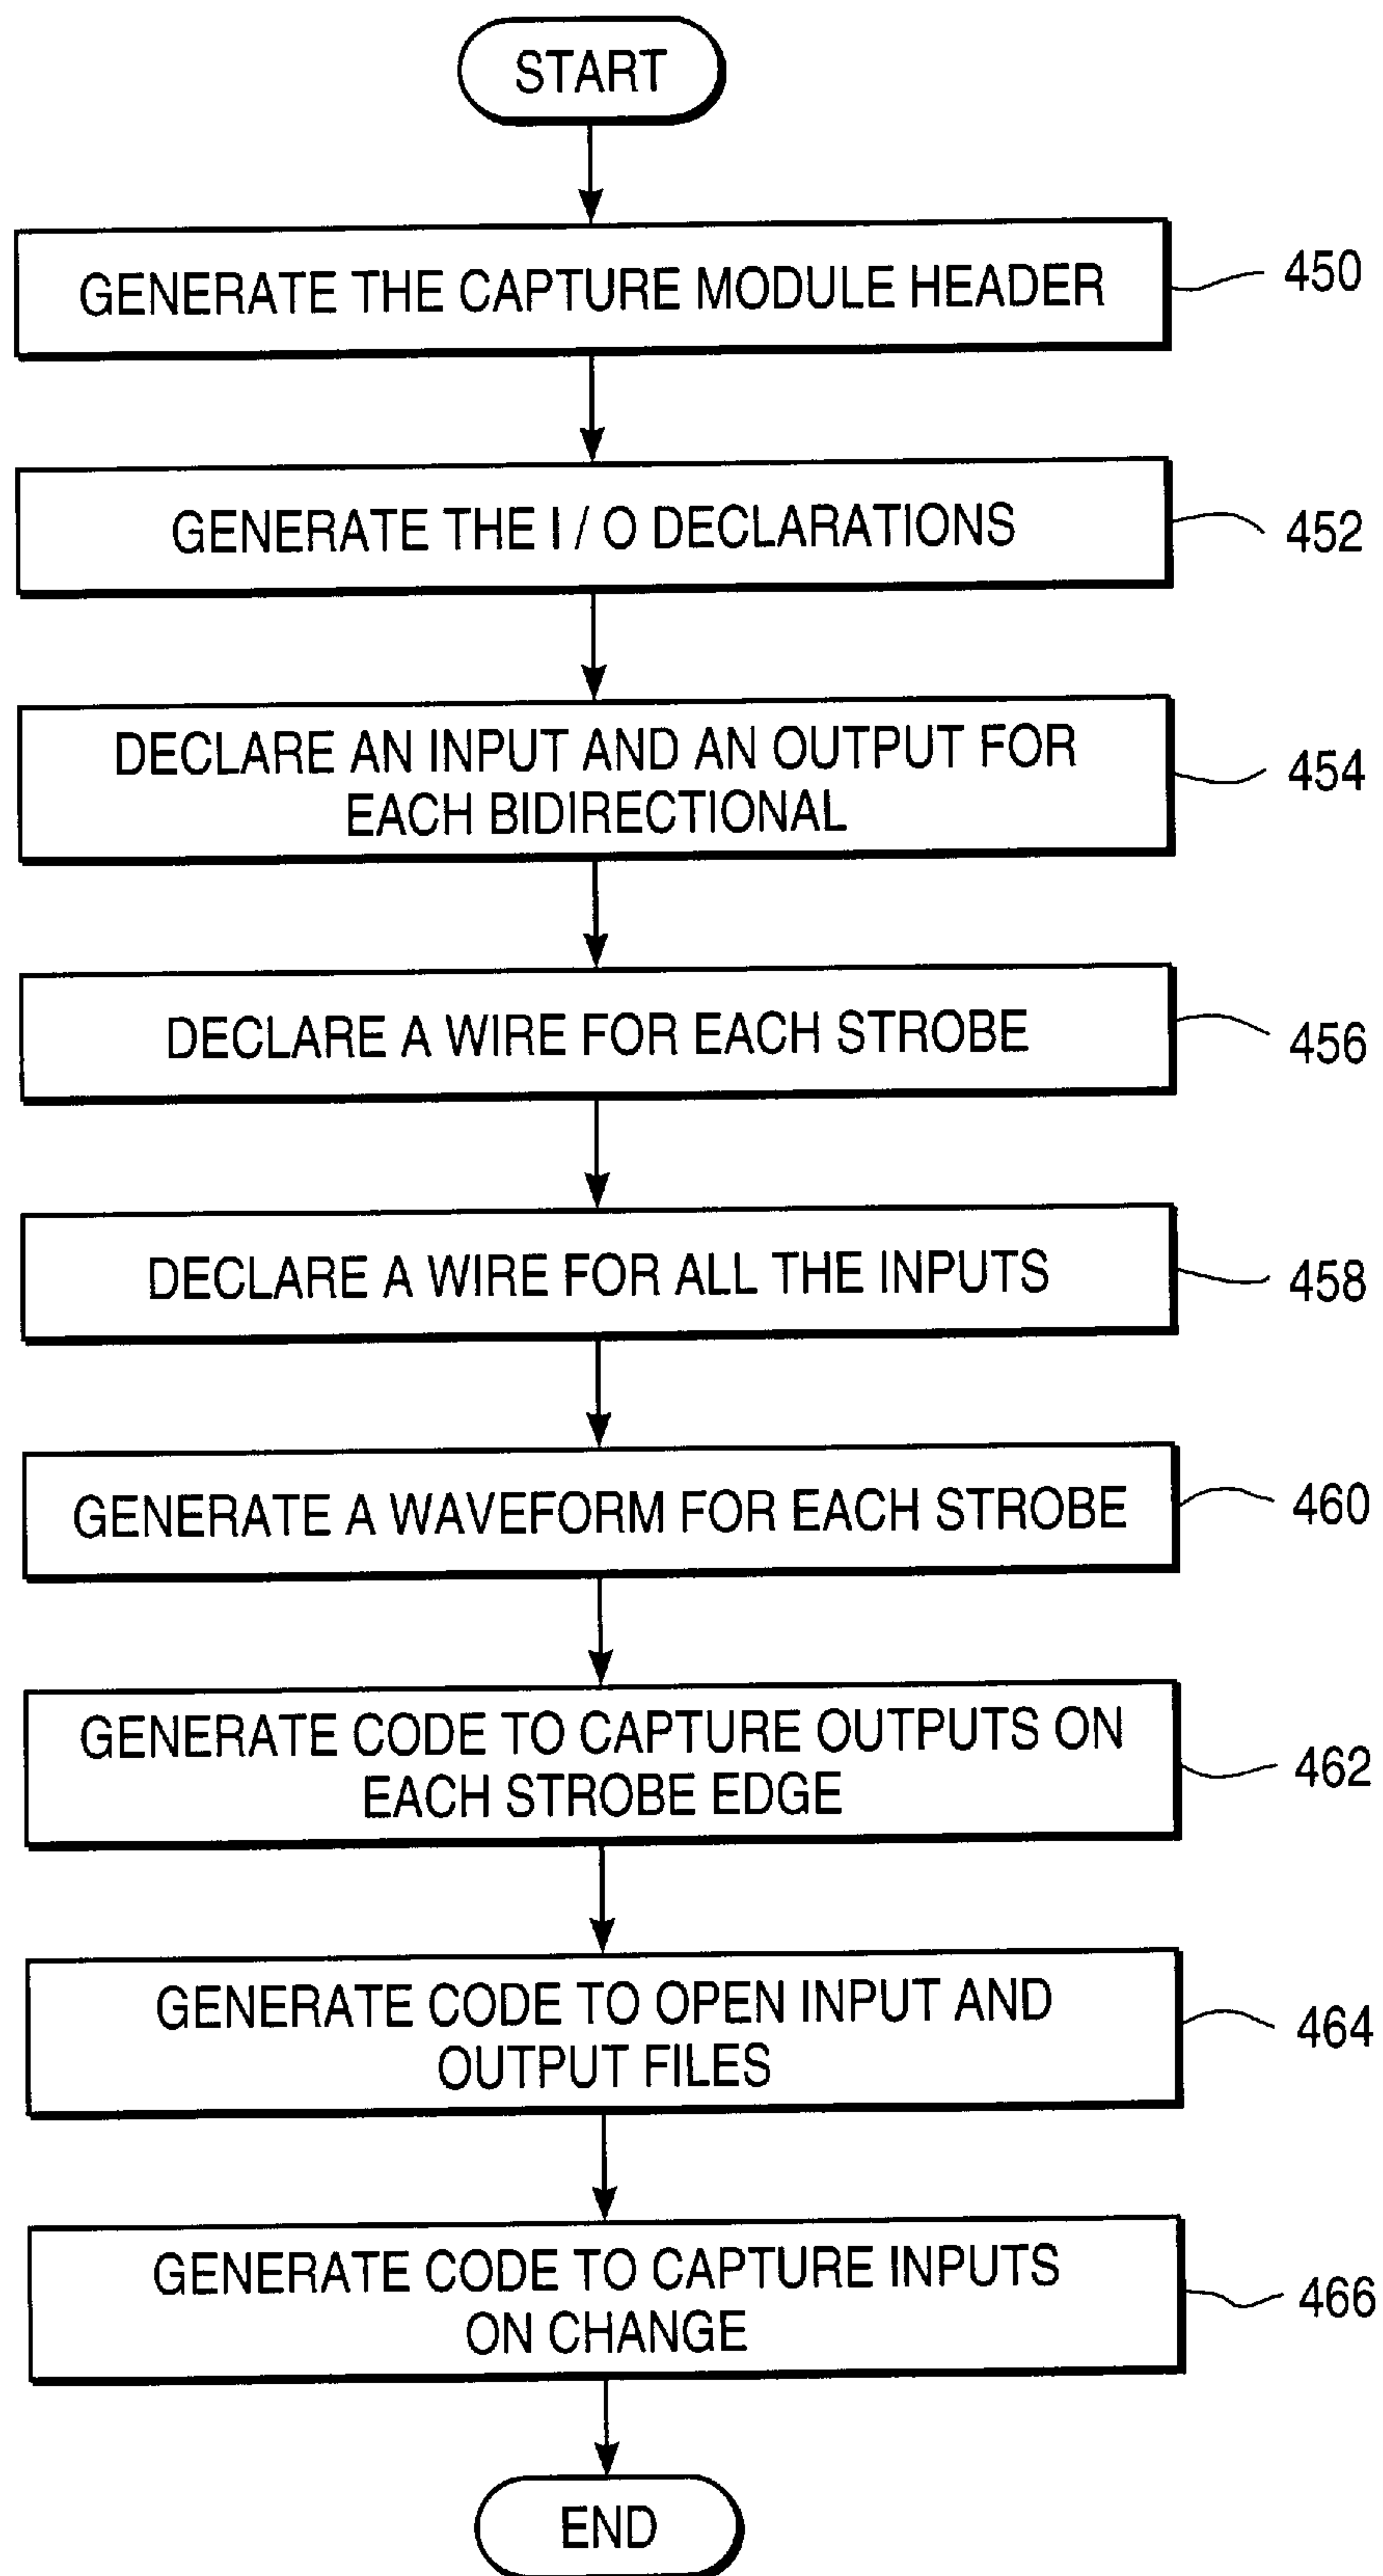 START
GENERATE THE CAPTURE MODULE HEADER
450
GENERATE THE I / O DECLARATIONS
452
DECLARE AN INPUT AND AN OUTPUT FOR
EACH BIDIRECTIONAL
454
DECLARE A WIRE FOR EACH STROBE
456
DECLARE A WIRE FOR ALL THE INPUTS
458
GENERATE A WAVEFORM FOR EACH STROBE
460
GENERATE CODE TO CAPTURE OUTPUTS ON
EACH STROBE EDGE
462
GENERATE CODE TO OPEN INPUT AND
OUTPUT FILES
464
GENERATE CODE TO CAPTURE INPUTS
ON CHANGE
466
END